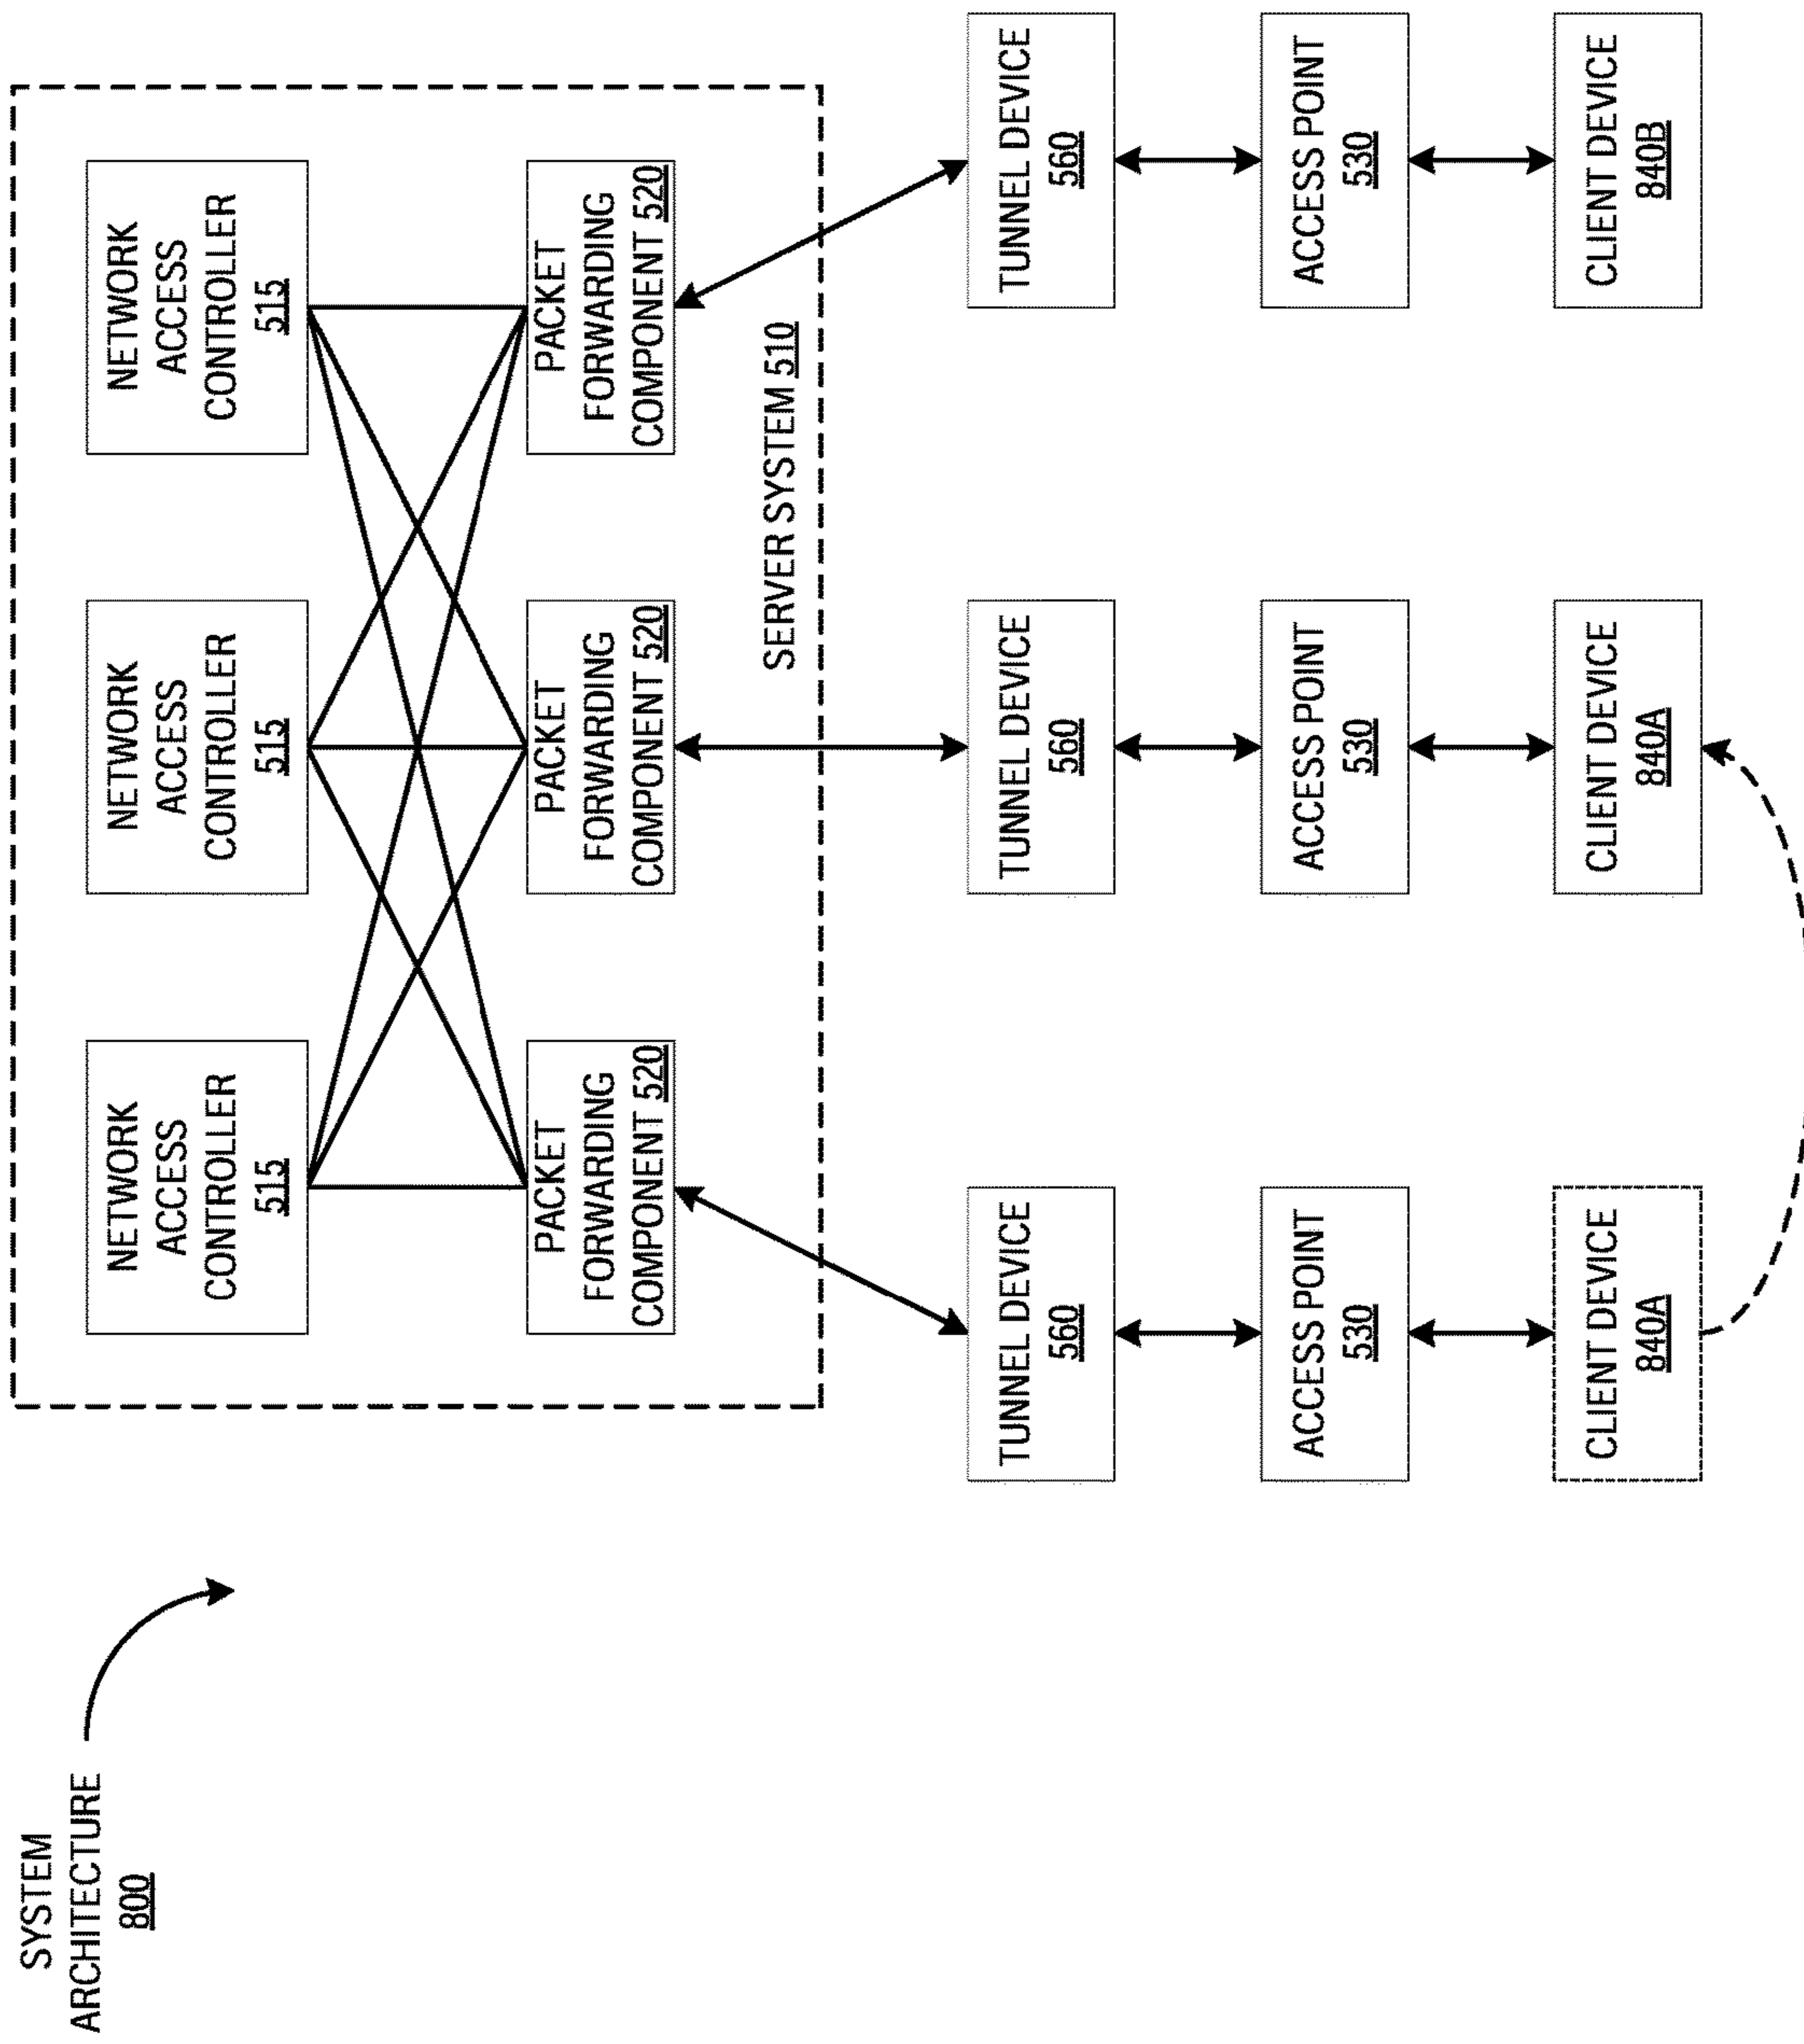 SYSTEM
ARCHITECTURE
800
NETWORK
ACCESS
CONTROLLER
515
NETWORK
ACCESS
CONTROLLER
515
NETWORK
ACCESS
CONTROLLER
515
PACKET
FORWARDING
COMPONENT 520
PACKET
FORWARDING
COMPONENT 520
PACKET
FORWARDING
COMPONENT 520
SERVER SYSTEM 510
TUNNEL DEVICE
560
TUNNEL DEVICE
560
TUNNEL DEVICE
560
ACCESS POINT
530
ACCESS POINT
530
ACCESS POINT
530
CLIENT DEVICE
840A
CLIENT DEVICE
840A
CLIENT DEVICE
840B